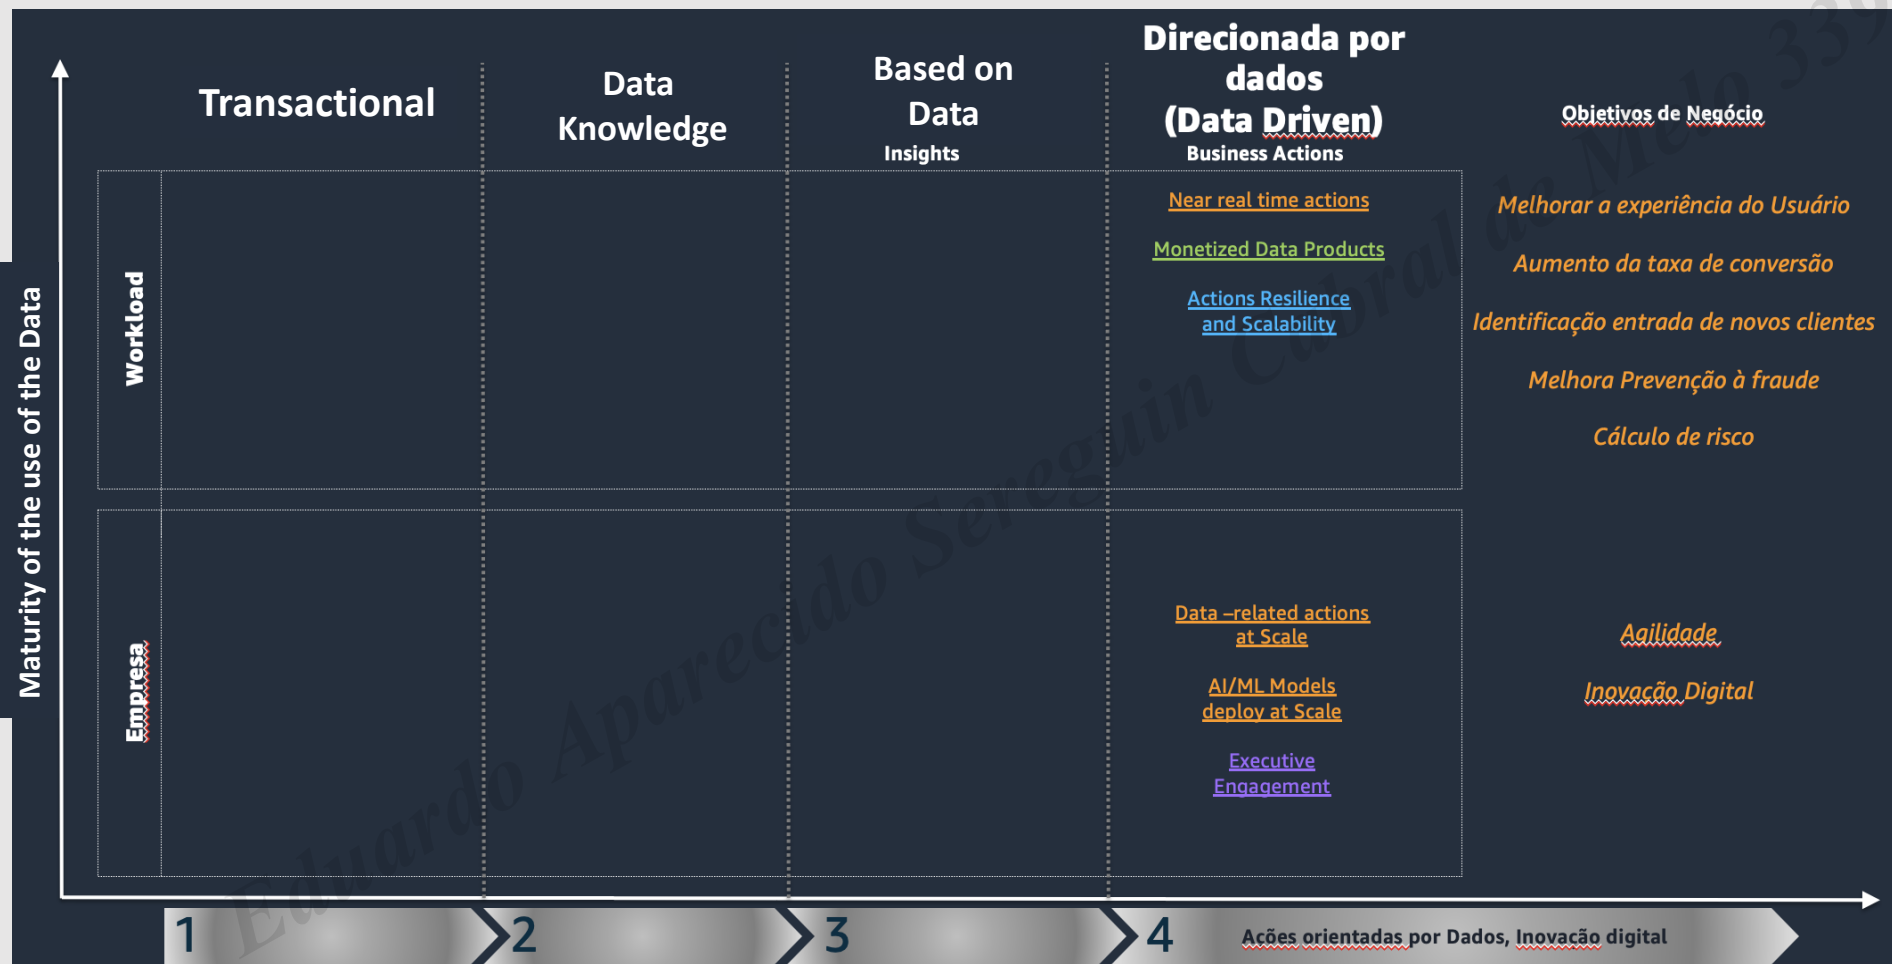 Direcionada por
dados
(Data Driven)
Business Actions
Transactional
Data
Knowledge
Based on
Data
Insights
Objetivos de Negócio
Maturity of the use of the Data
Workload
Near real time actions
Monetized Data Products
Actions Resilience
and Scalability
Melhorar a experiência do Usuário
Aumento da taxa de conversão
Identificação entrada de novos clientes
Melhora Prevenção à fraude
Cálculo de risco
Empresa
Data –related actions
at Scale
AI/ML Models
deploy at Scale
Executive
Engagement
Agilidade
Inovação Digital
1
2
3
4
Ações orientadas por Dados, Inovação digital
Eduardo Aparecido Sereguin Cabral de Melo 339